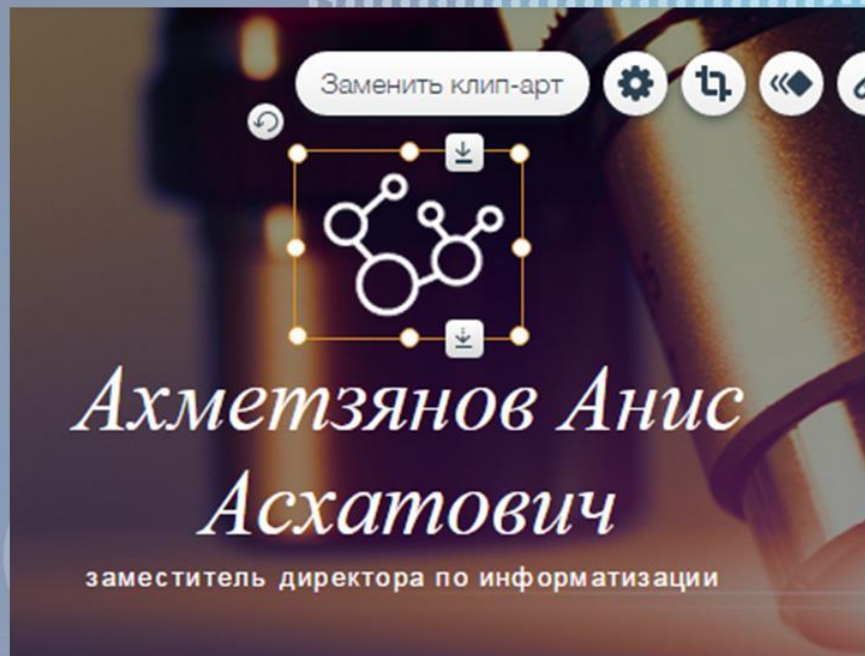 Заменить клип-арт
Ахметзянов Анис
Асхатович
заместитель директора по информатизации